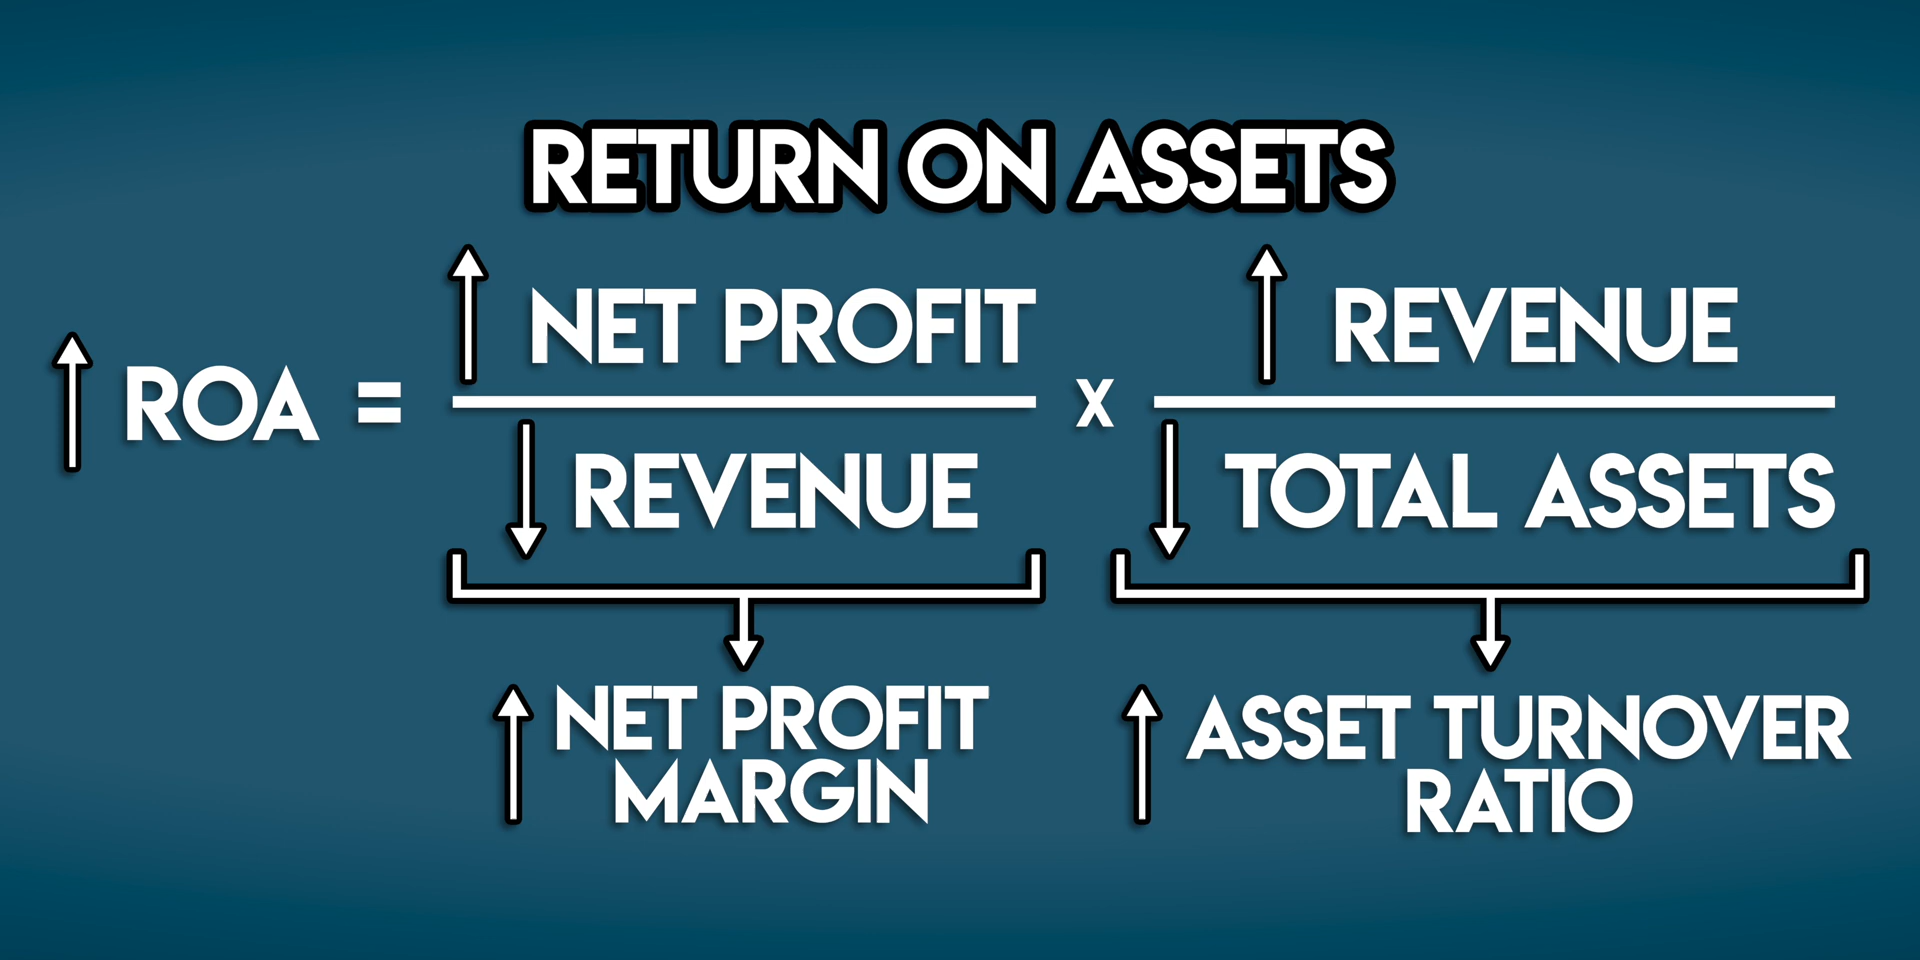 RETURN ON ASSETS
ROA = NET PROFIT / REVENUE x REVENUE / TOTAL ASSETS
NET PROFIT
MARGIN
ASSET TURNOVER
RATIO